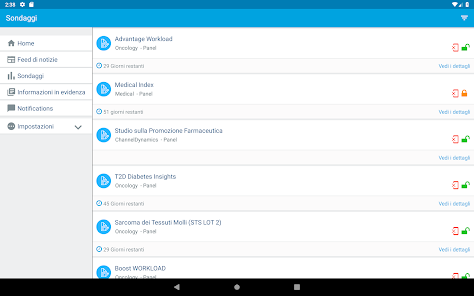 2:38
Sondaggi
Home
Feed di notizie
Sondaggi
Informazioni in evidenza
Notifications
Impostazioni
Advantage Workload
Oncology - Panel
29 Giorni restanti
Vedi i dettagli
Medical Index
Medical - Panel
51 giorni restanti
Vedi i dettagli
Studio sulla Promozione Farmaceutica
ChannelDynamics - Panel
Vedi i dettagli
T2D Diabetes Insights
Oncology - Panel
45 Giorni restanti
Vedi i dettagli
Sarcoma dei Tessuti Molli (STS LOT 2)
Oncology - Panel
29 Giorni restanti
Vedi i dettagli
Boost WORKLOAD
Oncology - Panel